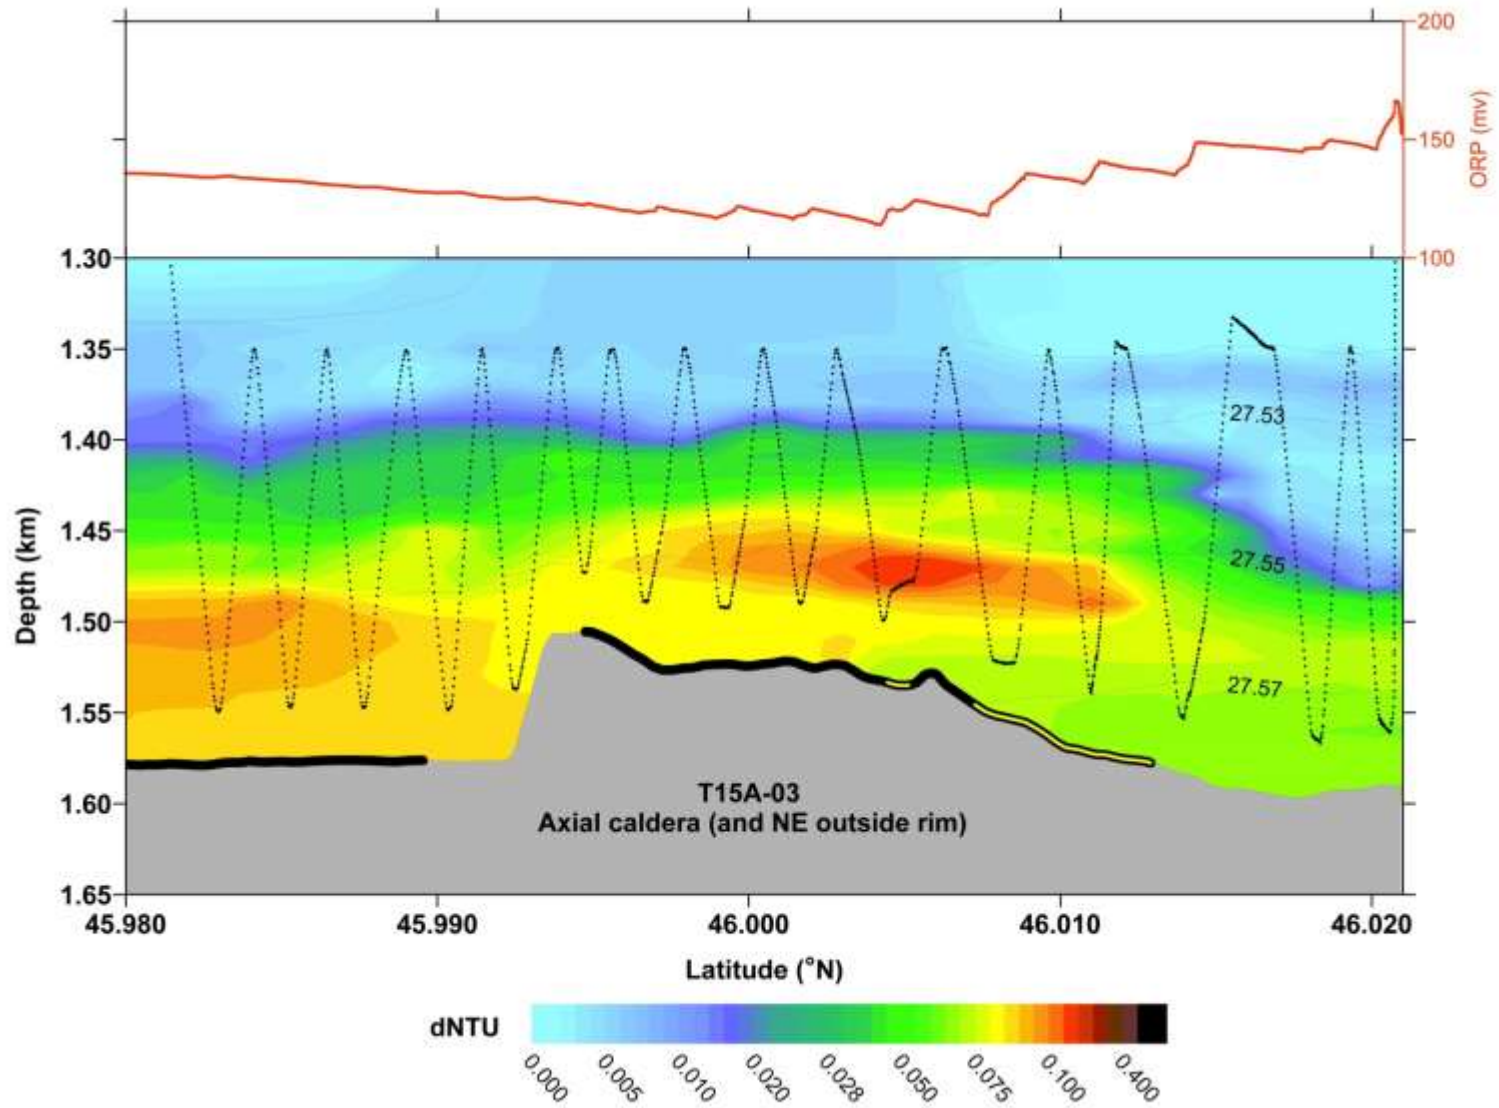 200
150
100
ORP (mv)
1.30
1.35
1.40
1.45
1.50
1.55
1.60
1.65
Depth (km)
27.53
27.55
27.57
T15A-03
Axial caldera (and NE outside rim)
45.980 45.990 46.000 46.010 46.020
Latitude (°N)
dNTU
0.000 0.005 0.010 0.020 0.028 0.050 0.075 0.100 0.400